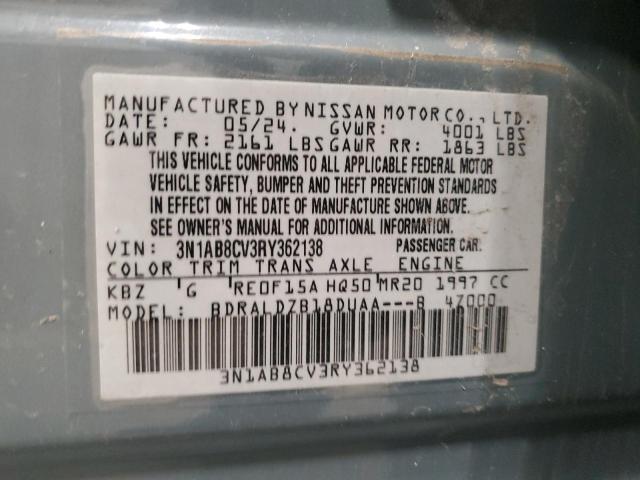 MANUFACTURED BY NISSAN MOTOR CO., LTD.
DATE: 05/24. GVWR: 4001 LBS
GAWR FR: 2161 LBS GAWR RR: 1863 LBS
THIS VEHICLE CONFORMS TO ALL APPLICABLE FEDERAL MOTOR
VEHICLE SAFETY, BUMPER AND THEFT PREVENTION STANDARDS
IN EFFECT ON THE DATE OF MANUFACTURE SHOWN ABOVE.
SEE OWNER'S MANUAL FOR ADDITIONAL INFORMATION.
VIN: 3N1AB8CV3RY362138 PASSENGER CAR.
COLOR TRIM TRANS AXLE ENGINE
KBZ G RE0F15A HQ50 MR20 1997 CC
MODEL: BDRALDZB18DUAA---B 4Z000
3N1AB8CV3RY362138